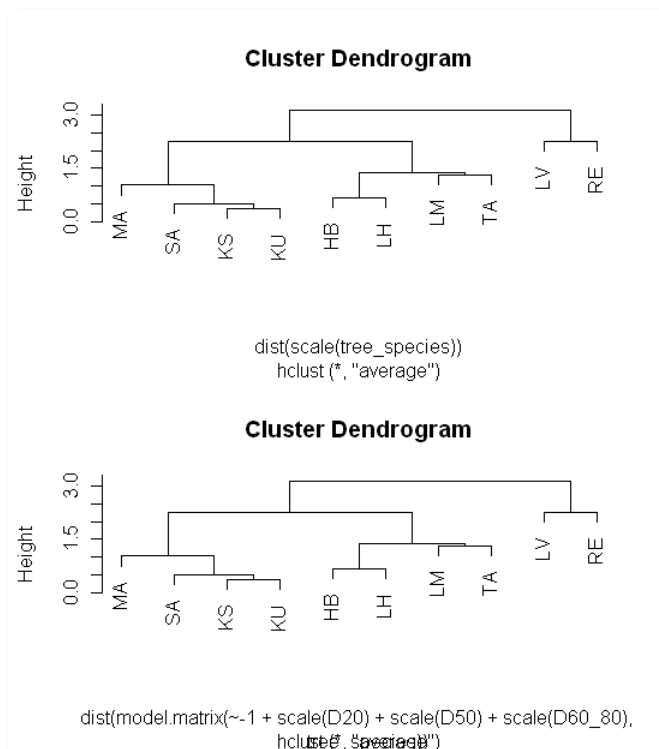 Cluster Dendrogram
Height
0.0 1.5 3.0
MA SA KS KU HB LH LM TA LV RE
dist(scale(tree_species))
hclust (*, "average")
Cluster Dendrogram
Height
0.0 1.5 3.0
MA SA KS KU HB LH LM TA LV RE
dist(model.matrix(~-1 + scale(D20) + scale(D50) + scale(D60_80),
hclust (*, "average")